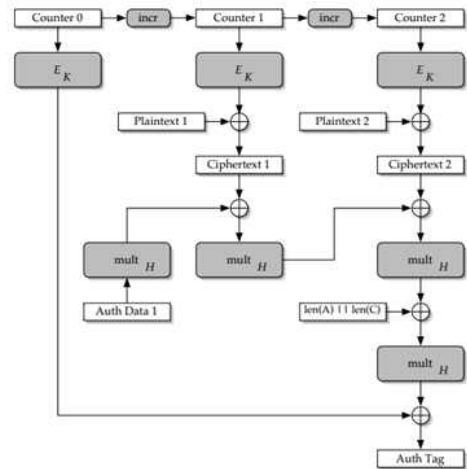 Counter 0 incr Counter 1 incr Counter 2
E K E K E K
Plaintext 1 Plaintext 2
Ciphertext 1 Ciphertext 2
mult H mult H mult H
Auth Data 1 len(A) || len(C)
mult H
Auth Tag